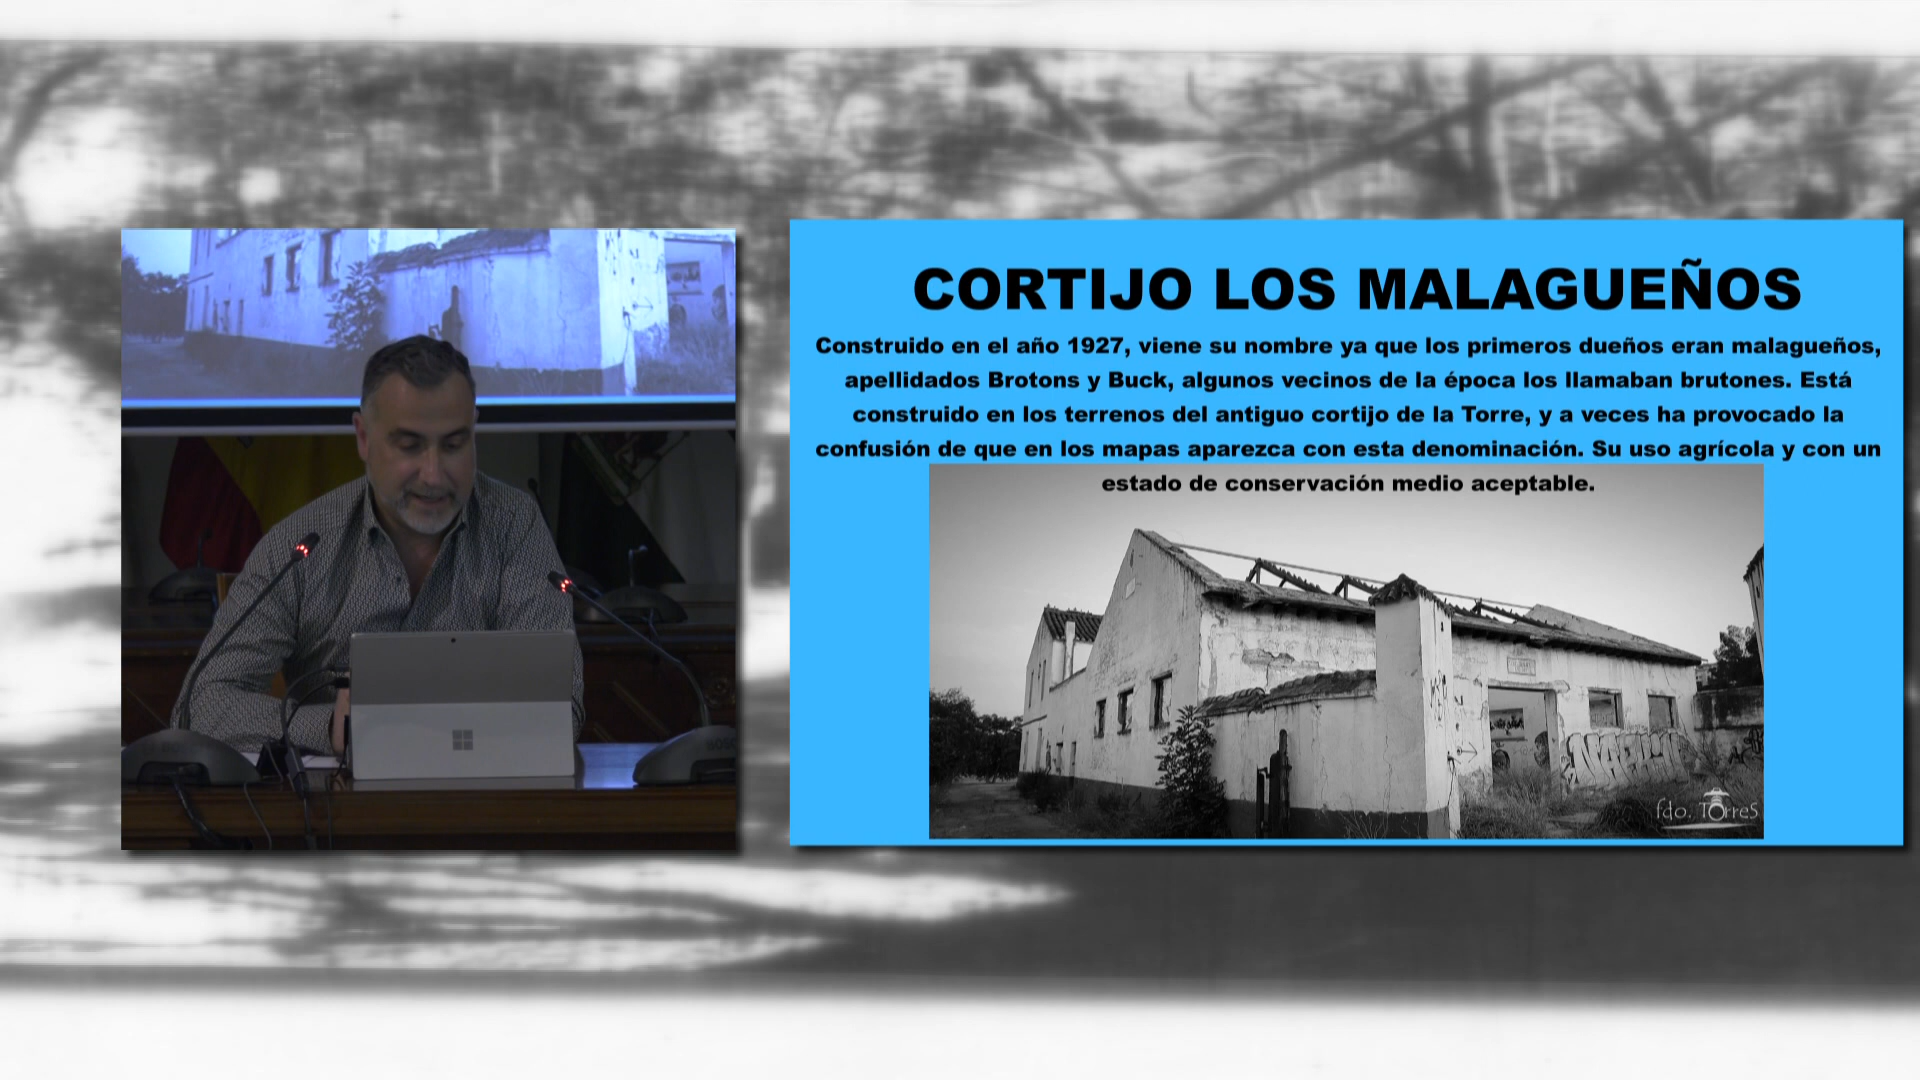 CORTIJO LOS MALAGUEÑOS
Construido en el año 1927, viene su nombre ya que los primeros dueños eran malagueños,
apellidados Brotons y Buck, algunos vecinos de la época los llamaban brutones. Está
construido en los terrenos del antiguo cortijo de la Torre, y a veces ha provocado la
confusión de que en los mapas aparezca con esta denominación. Su uso agrícola y con un
estado de conservación medio aceptable.
fdo. TOrreS